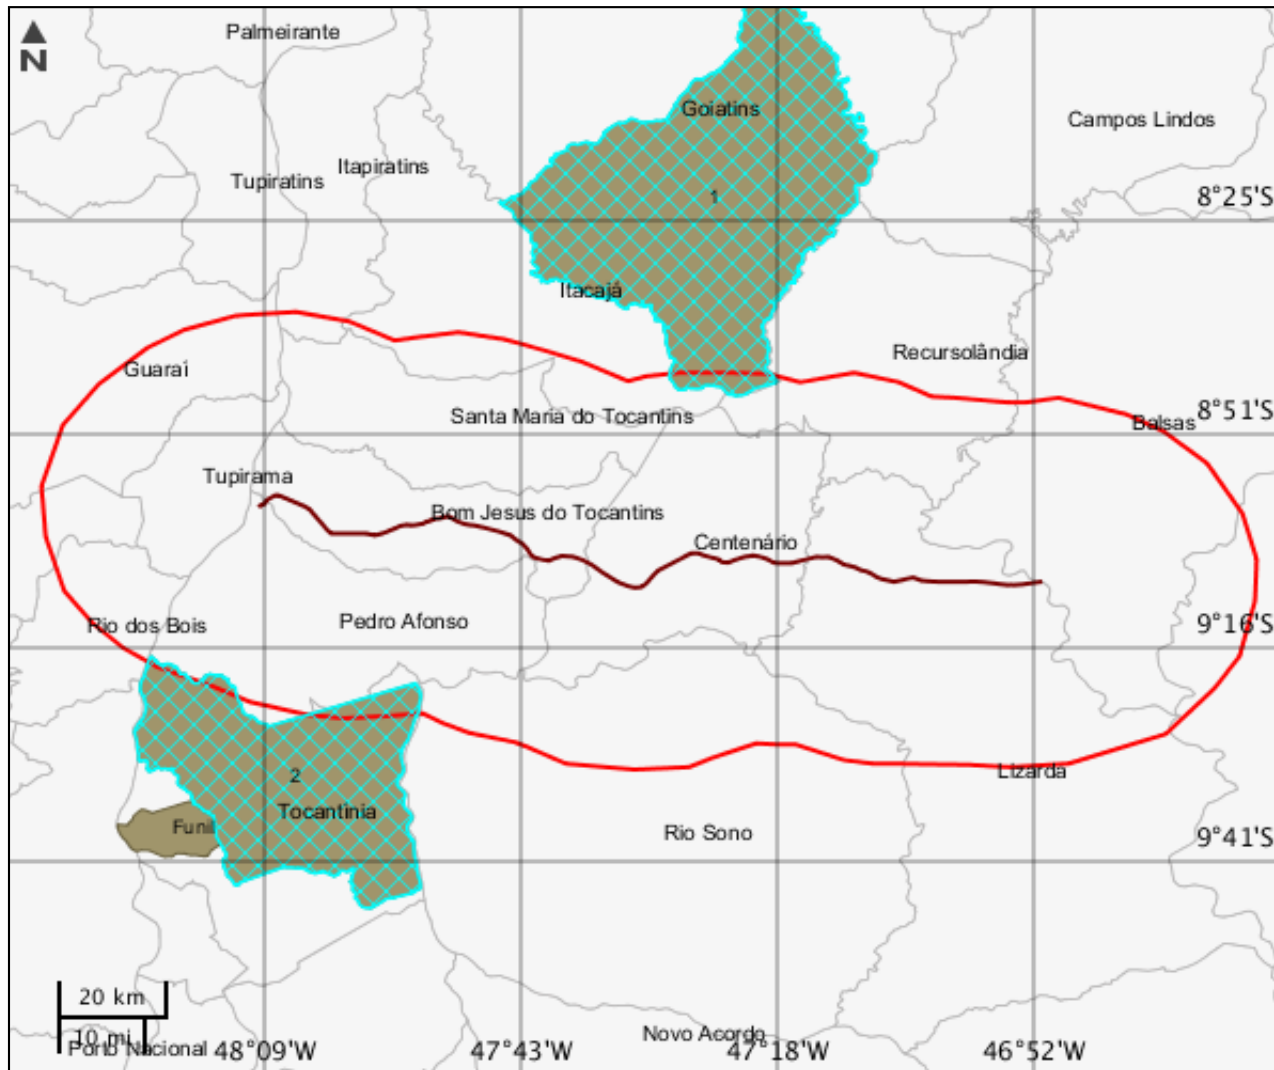 Palmeirante
N
Goiatins
Campos Lindos
Itapiratins
Tupiratins
1
8°25'S
Itacajá
Recursolândia
Guaraí
Santa Maria do Tocantins
8°51'S
Balsas
Tupirama
Bom Jesus do Tocantins
Centenário
Rio dos Bois
Pedro Afonso
9°16'S
2
Lizarda
Tocantinia
Funil
Rio Sono
9°41'S
20 km
10 mi
Novo Acordo
Porto Nacional
48°09'W
47°43'W
47°18'W
46°52'W